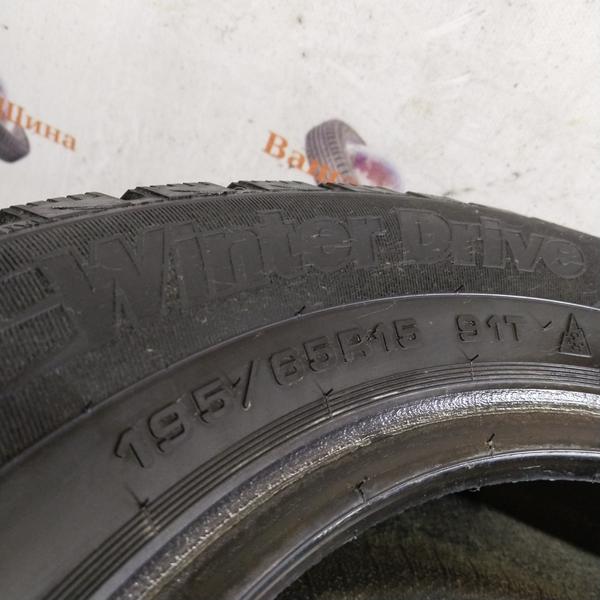 шина
Ваш
Winter Drive
195/65R15 91T